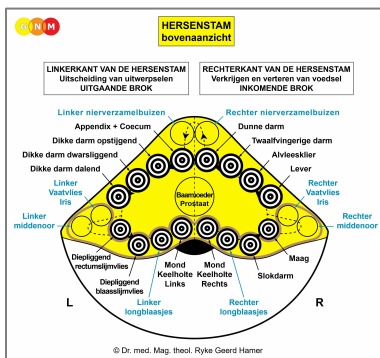 GNM
HERSENSTAM
bovenaanzicht
LINKERKANT VAN DE HERSENSTAM
Uitscheiding van uitwerpselen
UITGAANDE BROK
RECHTERKANT VAN DE HERSENSTAM
Verkrijgen en verteren van voedsel
INKOMENDE BROK
Linker nierverzamelbuizen
Rechter nierverzamelbuizen
Appendix + Coecum
Dunne darm
Dikke darm opstijgend
Twaalfvingerige darm
Dikke darm dwarsliggend
Alvleesklier
Dikke darm dalend
Lever
Linker
Vaatvlies
Iris
Rechter
Vaatvlies
Iris
Baarmoeder
Prostaat
Linker
middenoor
Rechter
middenoor
Diepliggend
rectumslijmvlies
Maag
Mond
Keelholte
Links
Mond
Keelholte
Rechts
Slokdarm
Diepliggend
blaasslijmvlies
Linker
longblaasjes
Rechter
longblaasjes
L
R
© Dr. med. Mag. theol. Ryke Geerd Hamer